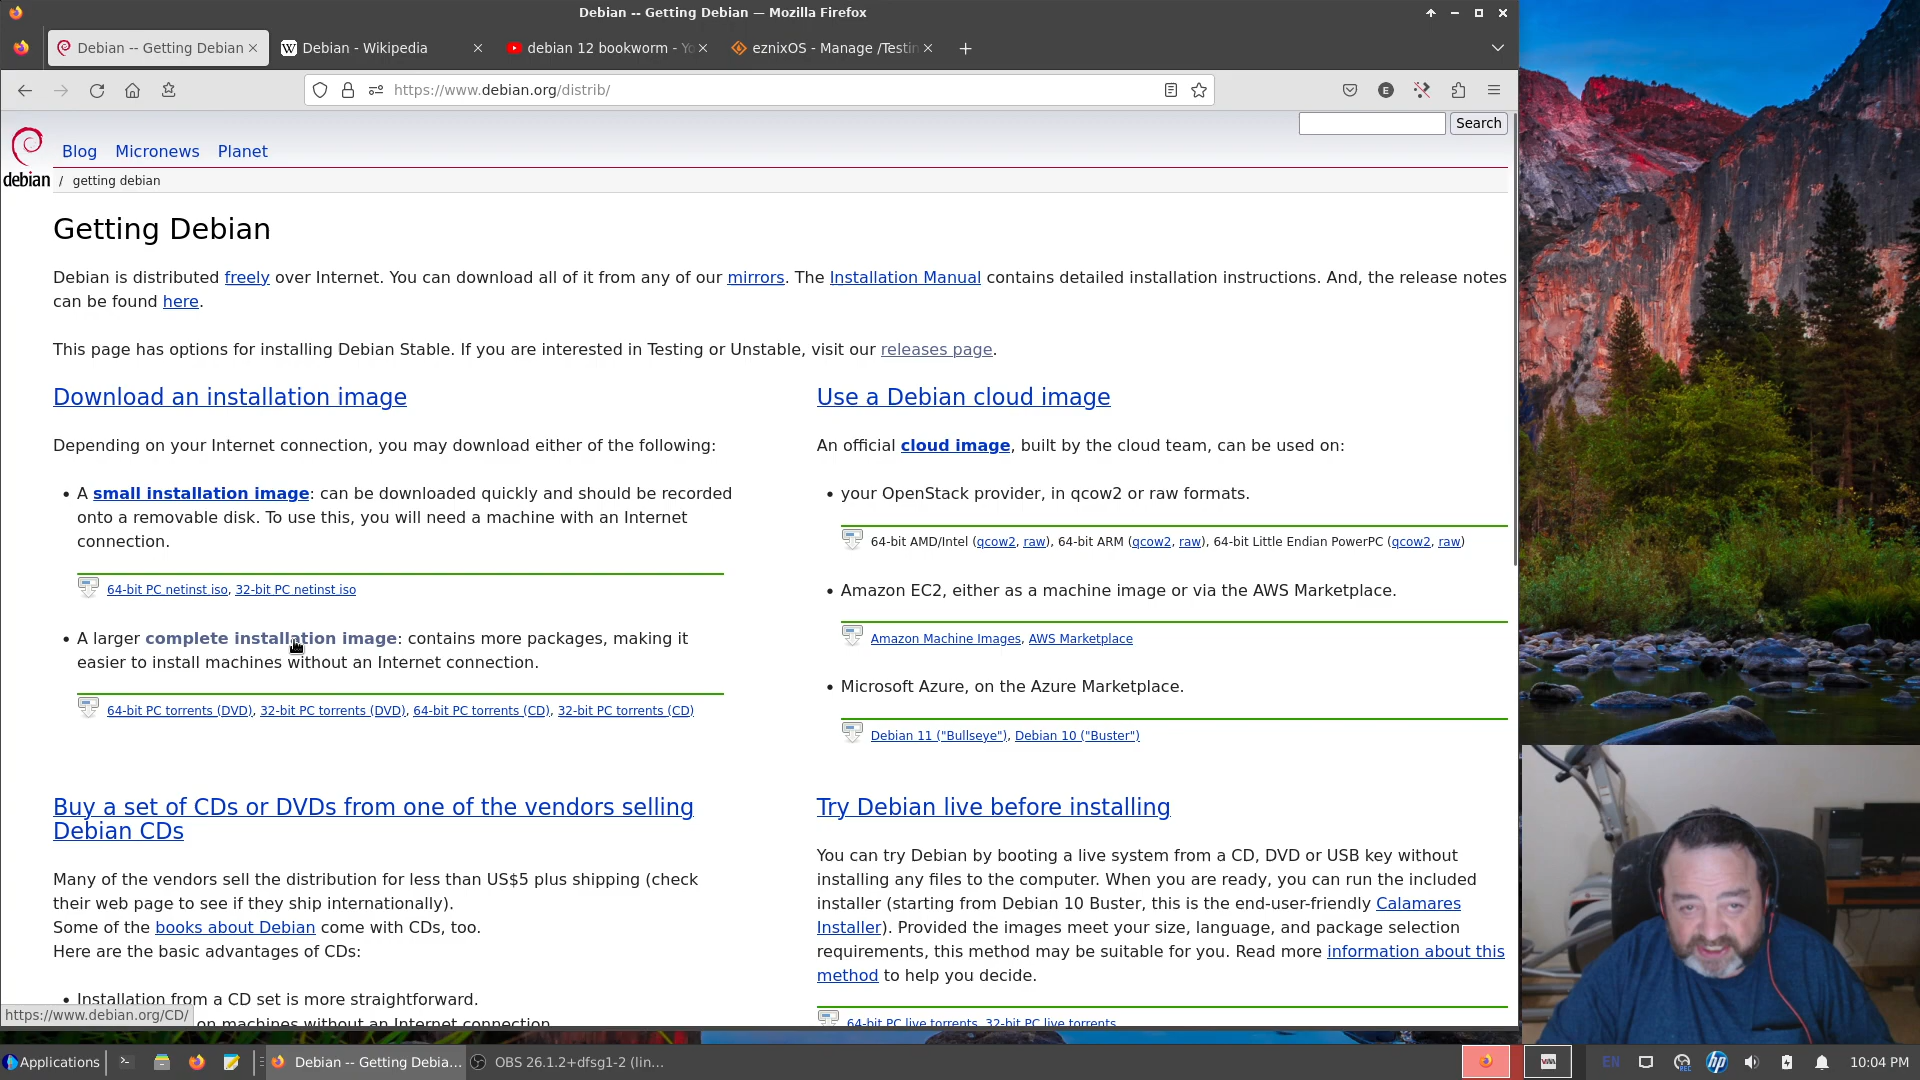 Debian -- Getting Debian — Mozilla Firefox
Debian -- Getting Debian
Debian - Wikipedia
debian 12 bookworm - Yo
eznixOS - Manage /Testin
https://www.debian.org/distrib/
Search
Blog Micronews Planet
debian / getting debian
Getting Debian
Debian is distributed freely over Internet. You can download all of it from any of our mirrors. The Installation Manual contains detailed installation instructions. And, the release notes
can be found here.
This page has options for installing Debian Stable. If you are interested in Testing or Unstable, visit our releases page.
Download an installation image
Depending on your Internet connection, you may download either of the following:
• A small installation image: can be downloaded quickly and should be recorded
onto a removable disk. To use this, you will need a machine with an Internet
connection.
64-bit PC netinst iso, 32-bit PC netinst iso
• A larger complete installation image: contains more packages, making it
easier to install machines without an Internet connection.
64-bit PC torrents (DVD), 32-bit PC torrents (DVD), 64-bit PC torrents (CD), 32-bit PC torrents (CD)
Use a Debian cloud image
An official cloud image, built by the cloud team, can be used on:
• your OpenStack provider, in qcow2 or raw formats.
64-bit AMD/Intel (qcow2, raw), 64-bit ARM (qcow2, raw), 64-bit Little Endian PowerPC (qcow2, raw)
• Amazon EC2, either as a machine image or via the AWS Marketplace.
Amazon Machine Images, AWS Marketplace
• Microsoft Azure, on the Azure Marketplace.
Debian 11 ("Bullseye"), Debian 10 ("Buster")
Buy a set of CDs or DVDs from one of the vendors selling
Debian CDs
Many of the vendors sell the distribution for less than US$5 plus shipping (check
their web page to see if they ship internationally).
Some of the books about Debian come with CDs, too.
Here are the basic advantages of CDs:
• Installation from a CD set is more straightforward.
on machines without an Internet connection
Try Debian live before installing
You can try Debian by booting a live system from a CD, DVD or USB key without
installing any files to the computer. When you are ready, you can run the included
installer (starting from Debian 10 Buster, this is the end-user-friendly Calamares
Installer). Provided the images meet your size, language, and package selection
requirements, this method may be suitable for you. Read more information about this
method to help you decide.
64-bit PC live torrents, 32-bit PC live torrents
https://www.debian.org/CD/
Applications
Debian -- Getting Debia...
OBS 26.1.2+dfsg1-2 (lin...
EN
REC
hp
10:04 PM